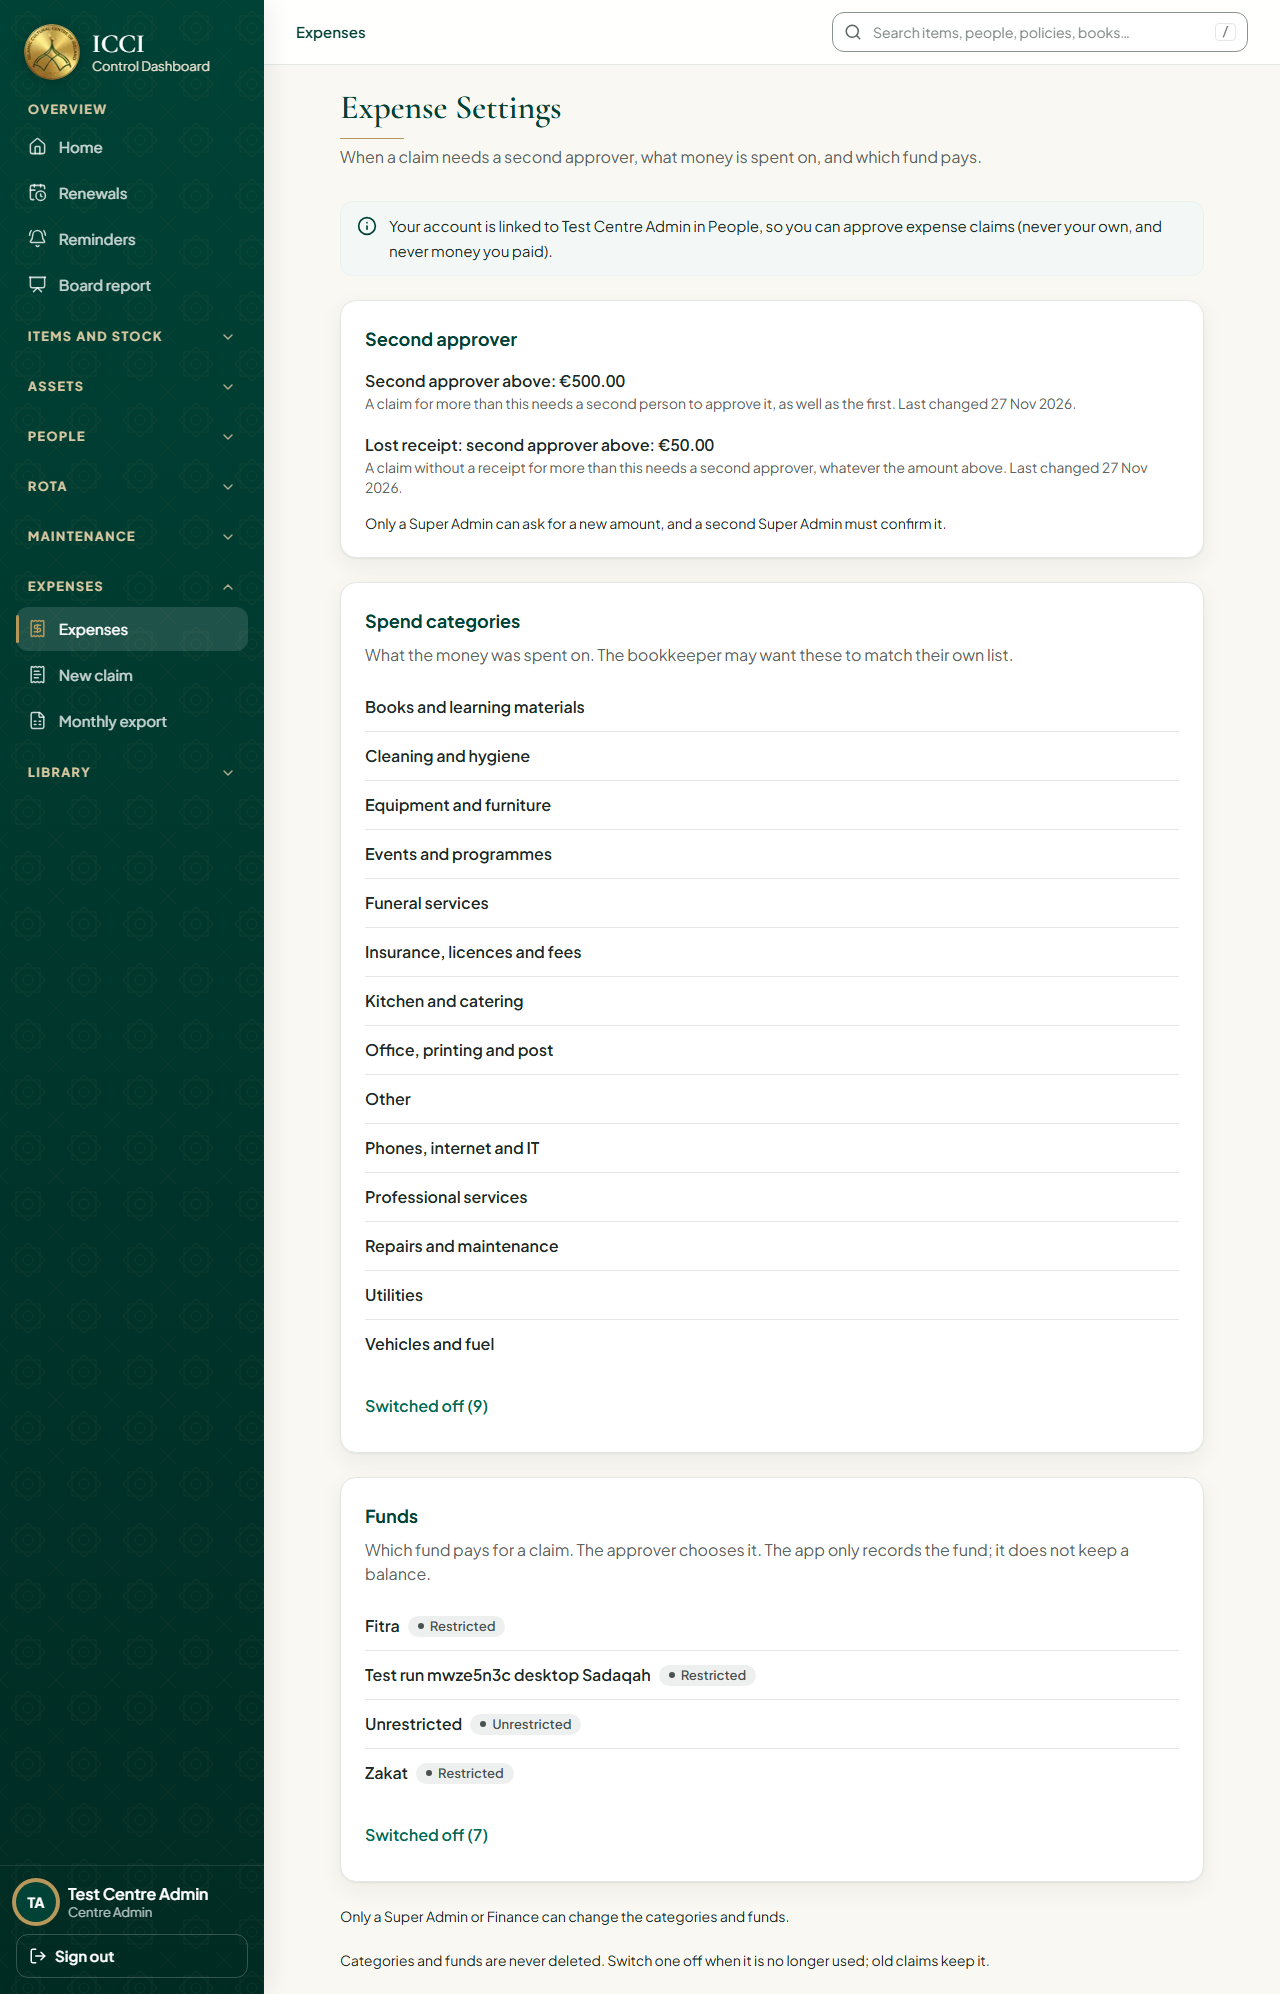 ICCI
Control Dashboard
OVERVIEW
Home
Renewals
Reminders
Board report
ITEMS AND STOCK
ASSETS
PEOPLE
ROTA
MAINTENANCE
EXPENSES
Expenses
New claim
Monthly export
LIBRARY
TA
Test Centre Admin
Centre Admin
Sign out
Expenses
Search items, people, policies, books…
/
Expense Settings
When a claim needs a second approver, what money is spent on, and which fund pays.
Your account is linked to Test Centre Admin in People, so you can approve expense claims (never your own, and
never money you paid).
Second approver
Second approver above: €500.00
A claim for more than this needs a second person to approve it, as well as the first. Last changed 27 Nov 2026.
Lost receipt: second approver above: €50.00
A claim without a receipt for more than this needs a second approver, whatever the amount above. Last changed 27 Nov
2026.
Only a Super Admin can ask for a new amount, and a second Super Admin must confirm it.
Spend categories
What the money was spent on. The bookkeeper may want these to match their own list.
Books and learning materials
Cleaning and hygiene
Equipment and furniture
Events and programmes
Funeral services
Insurance, licences and fees
Kitchen and catering
Office, printing and post
Other
Phones, internet and IT
Professional services
Repairs and maintenance
Utilities
Vehicles and fuel
Switched off (9)
Funds
Which fund pays for a claim. The approver chooses it. The app only records the fund; it does not keep a
balance.
Fitra Restricted
Test run mwze5n3c desktop Sadaqah Restricted
Unrestricted Unrestricted
Zakat Restricted
Switched off (7)
Only a Super Admin or Finance can change the categories and funds.
Categories and funds are never deleted. Switch one off when it is no longer used; old claims keep it.